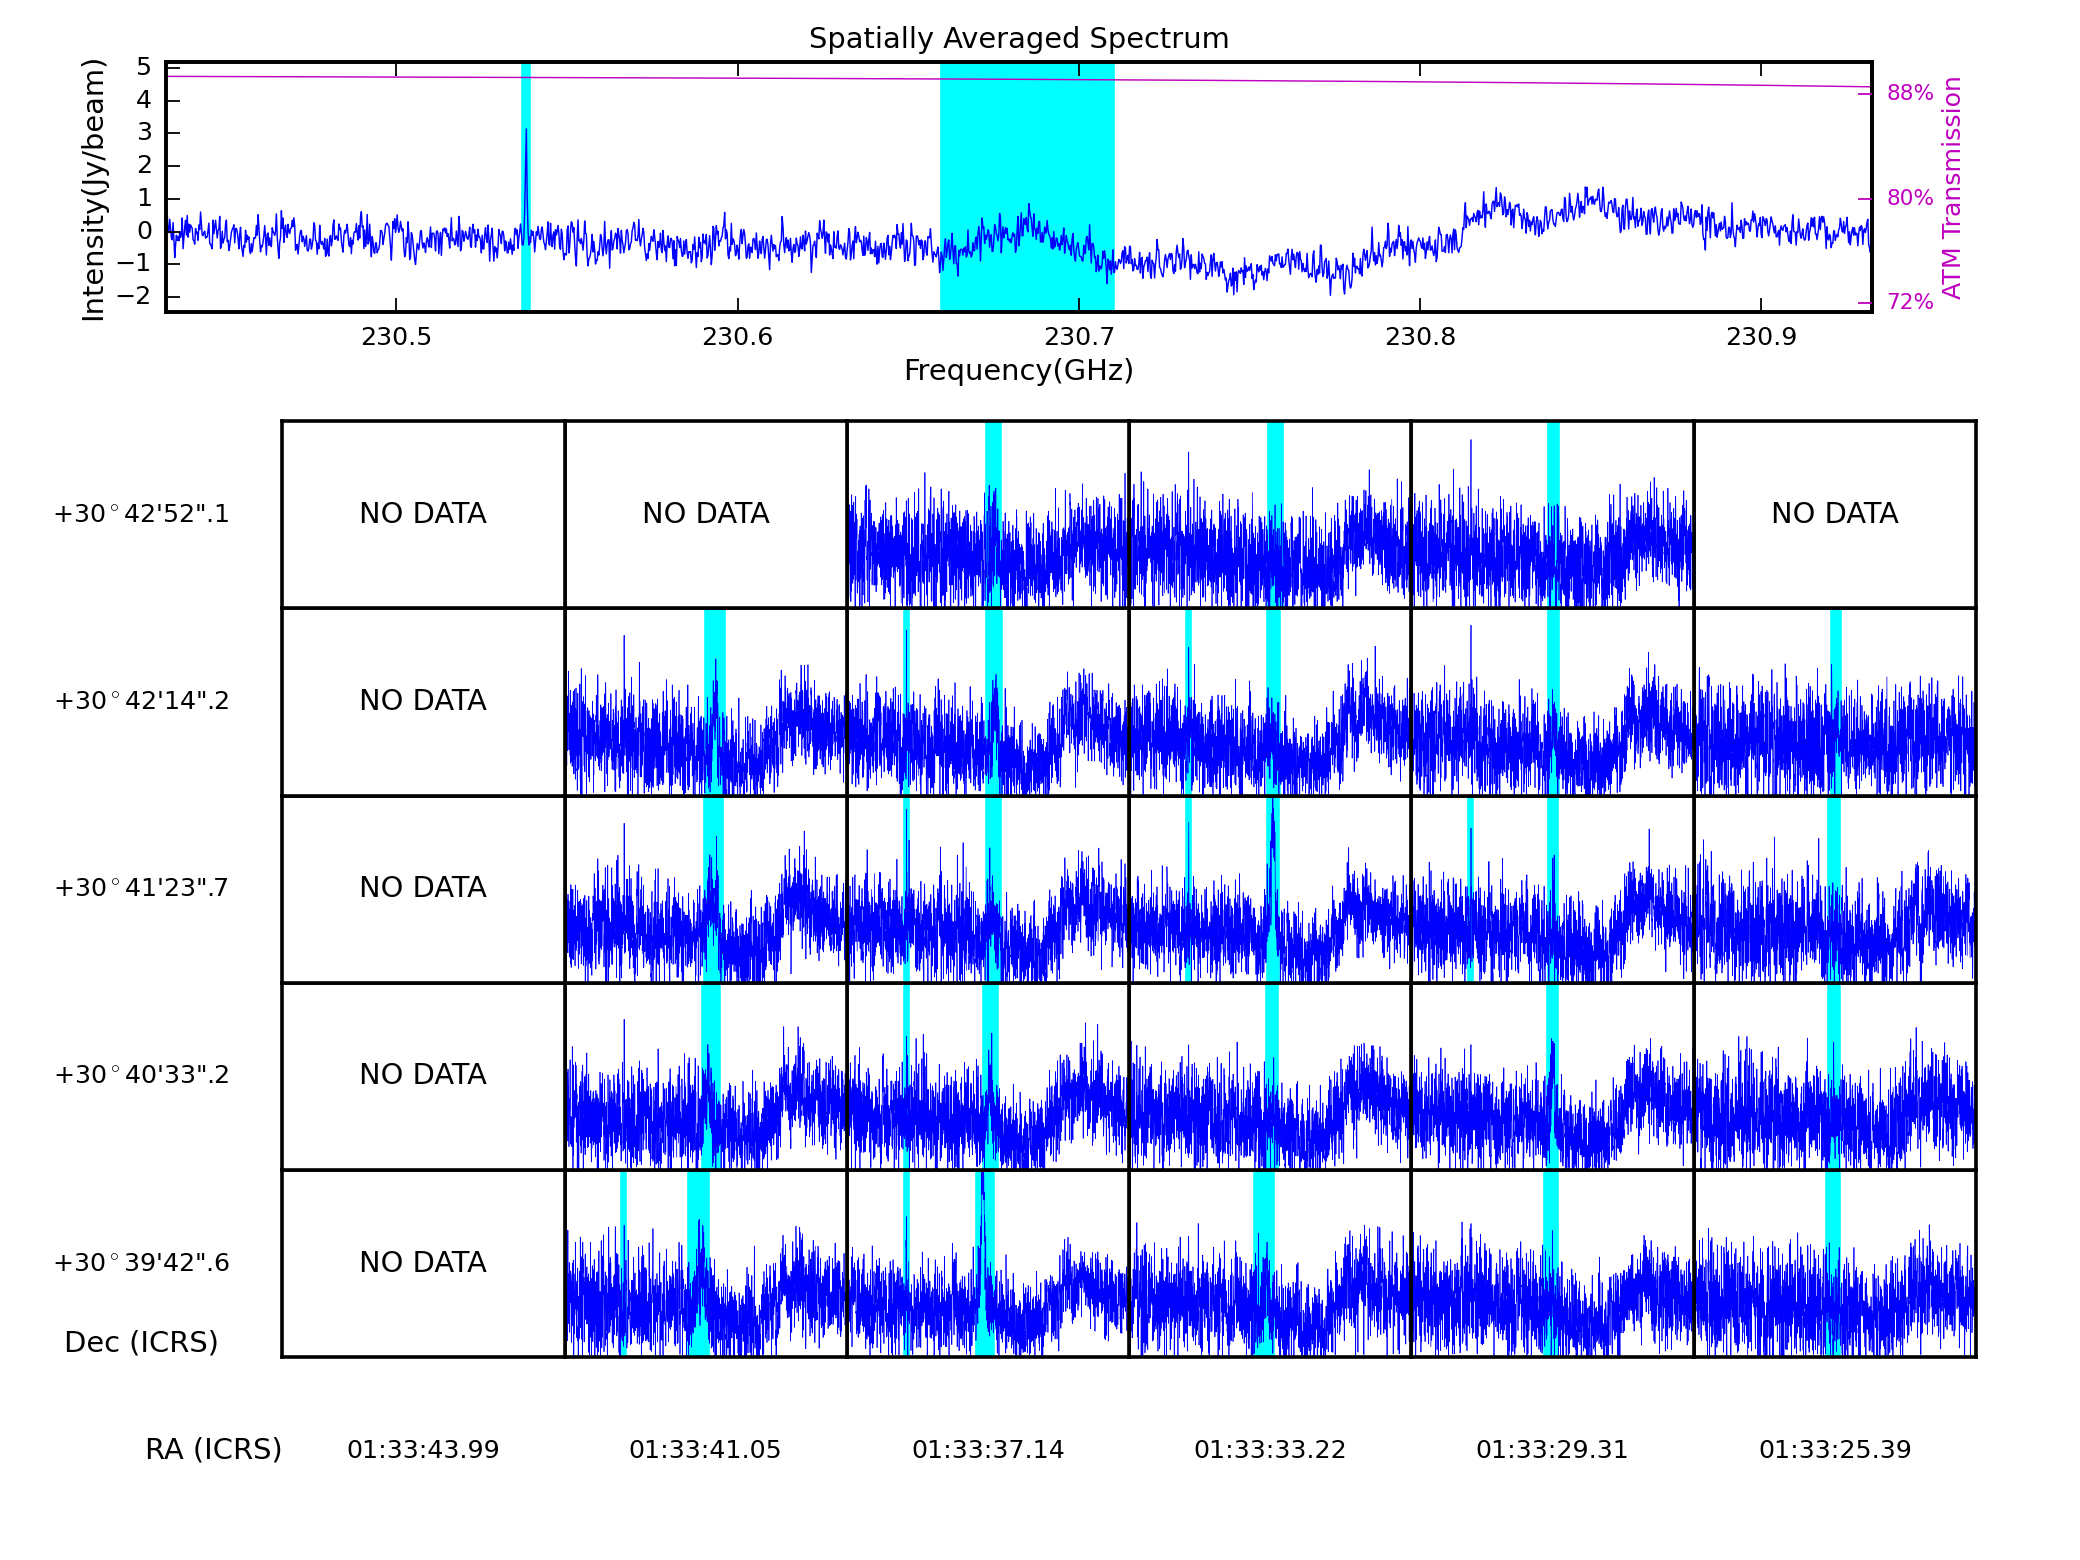 Spatially Averaged Spectrum
Intensity(Jy/beam)
5
4
3
2
1
0
−1
−2
88%
80%
72%
ATM Transmission
230.5 230.6 230.7 230.8 230.9
Frequency(GHz)
+30°42'52".1 NO DATA NO DATA NO DATA
+30°42'14".2 NO DATA
+30°41'23".7 NO DATA
+30°40'33".2 NO DATA
+30°39'42".6 NO DATA
Dec (ICRS)
RA (ICRS) 01:33:43.99 01:33:41.05 01:33:37.14 01:33:33.22 01:33:29.31 01:33:25.39